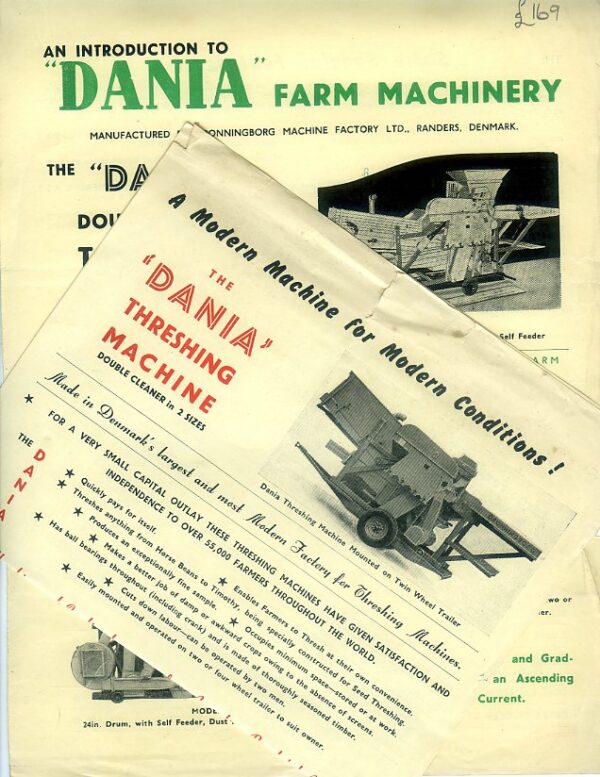 £169
AN INTRODUCTION TO
"DANIA"
FARM MACHINERY
MANUFACTURED
MACHINE FACTORY LTD., RANDERS, DENMARK.
THE
Self Feeder
A Modern Machine for Modern Conditions !
THE
"DANIA"
THRESHING
MACHINE
DOUBLE CLEANER in 2 SIZES
Dania Threshing Machine Mounted on Twin Wheel Trailer
Made in Denmark's largest and most Modern Factory for Threshing Machines.
★ FOR A VERY SMALL CAPITAL OUTLAY THESE THRESHING MACHINES HAVE GIVEN SATISFACTION AND
INDEPENDENCE TO OVER 55,000 FARMERS THROUGHOUT THE WORLD.
★ Quickly pays for itself. ★ Enables Farmers to Thresh at their own convenience.
★ Threshes anything from Horse Beans to Timothy, being specially constructed for Seed Threshing.
★ Produces an exceptionally fine sample. ★ Occupies minimum space—stored or at work.
★ Makes a better job of damp or awkward crops owing to the absence of screens.
★ Has ball bearings throughout (including crank) and is made of thoroughly seasoned timber.
★ Cuts down labour—can be operated by two men.
★ Easily mounted and operated on two or four wheel trailer to suit owner.
THE DANIA
two or
and Grad-
an Ascending
Current.
24in. Drum, with Self Feeder, Dust